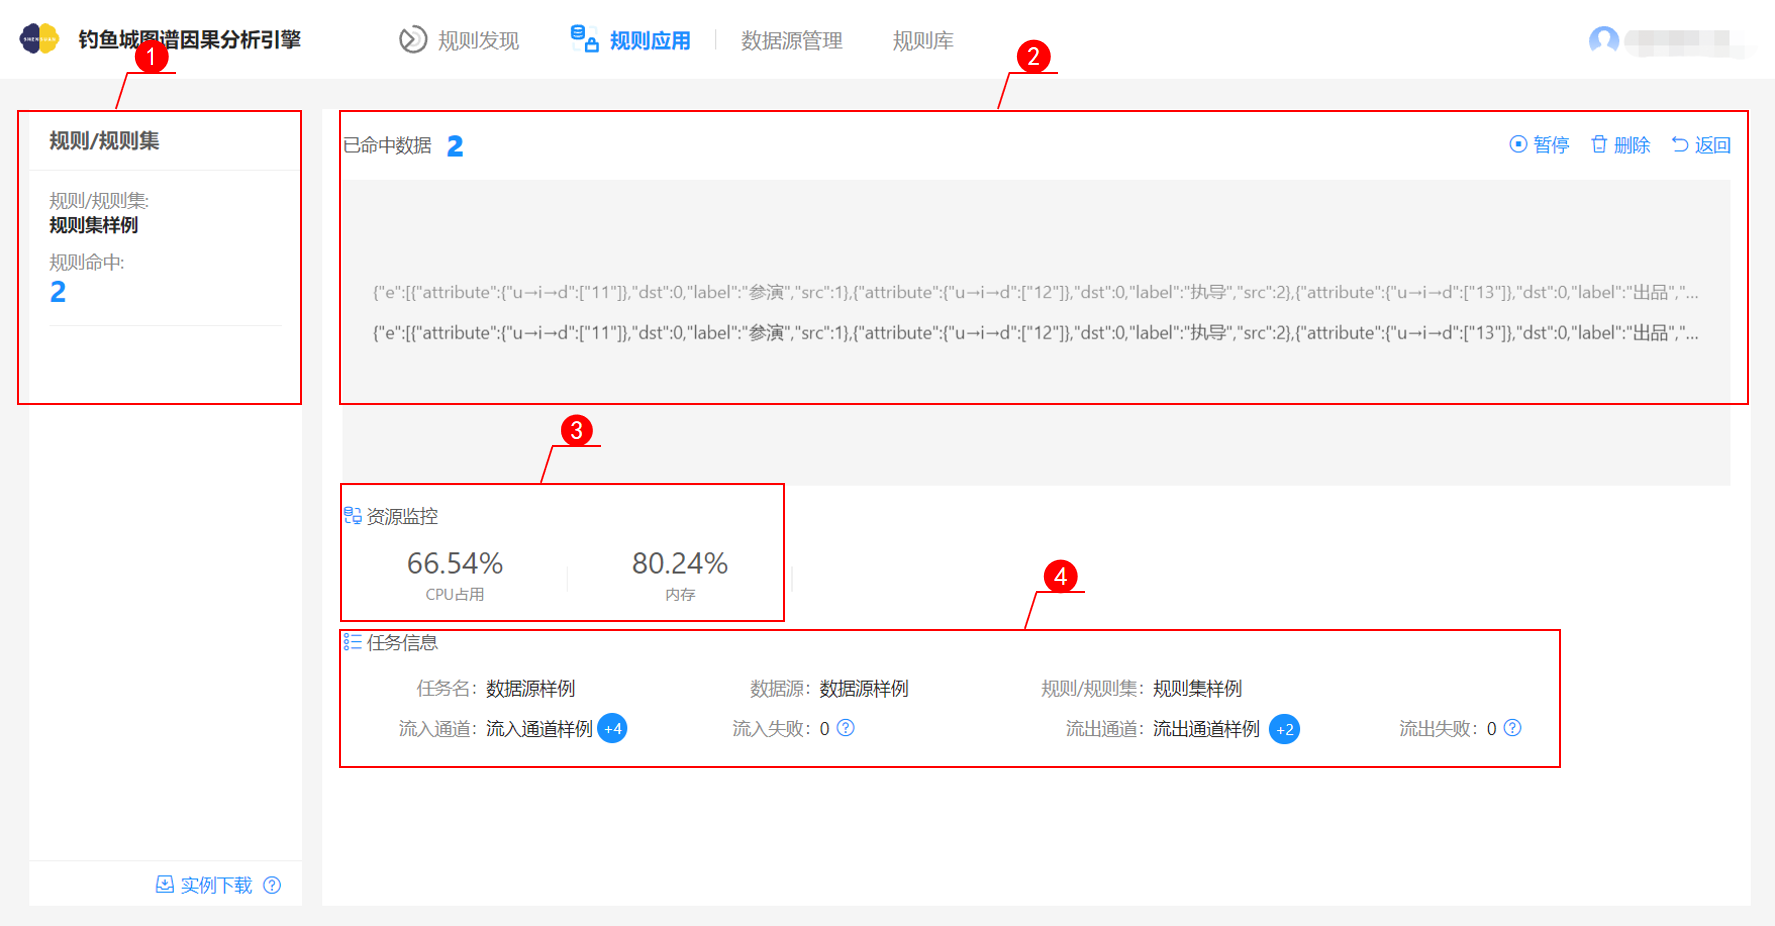 钓鱼城图谱因果分析引擎
规则发现
规则应用
数据源管理
规则库
1
2
规则/规则集
规则/规则集:
规则集样例
规则命中:
2
已命中数据 2
暂停 删除 返回
{"e":[{"attribute":{"u→i→d":["11"]},"dst":0,"label":"参演","src":1},{"attribute":{"u→i→d":["12"]},"dst":0,"label":"执导","src":2},{"attribute":{"u→i→d":["13"]},"dst":0,"label":"出品","...
{"e":[{"attribute":{"u→i→d":["11"]},"dst":0,"label":"参演","src":1},{"attribute":{"u→i→d":["12"]},"dst":0,"label":"执导","src":2},{"attribute":{"u→i→d":["13"]},"dst":0,"label":"出品","...
3
资源监控
66.54% 80.24%
CPU占用 内存
4
任务信息
任务名: 数据源样例 数据源: 数据源样例 规则/规则集: 规则集样例
流入通道: 流入通道样例 +4 流入失败: 0 ? 流出通道: 流出通道样例 +2 流出失败: 0 ?
实例下载 ?